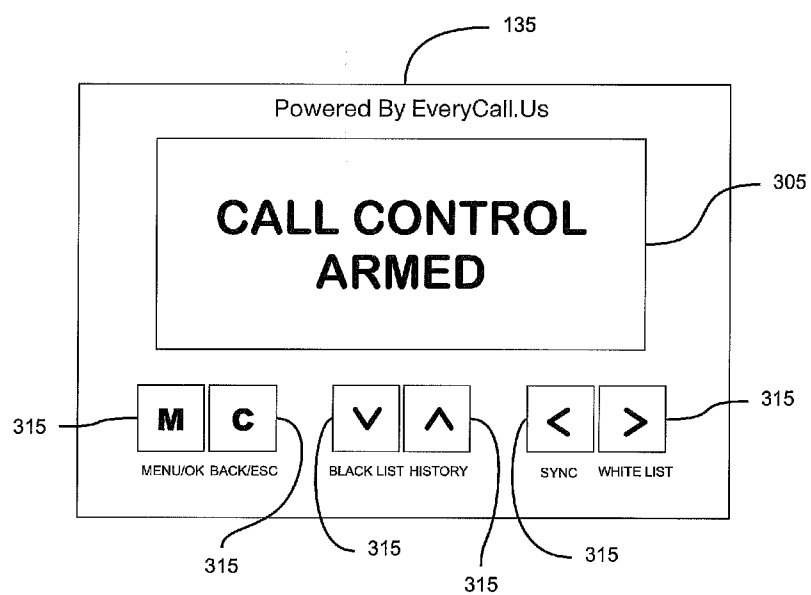 135
Powered By EveryCall.Us
305
CALL CONTROL
ARMED
315 M C V Λ < > 315
MENU/OK BACK/ESC BLACK LIST HISTORY SYNC WHITE LIST
315 315 315 315